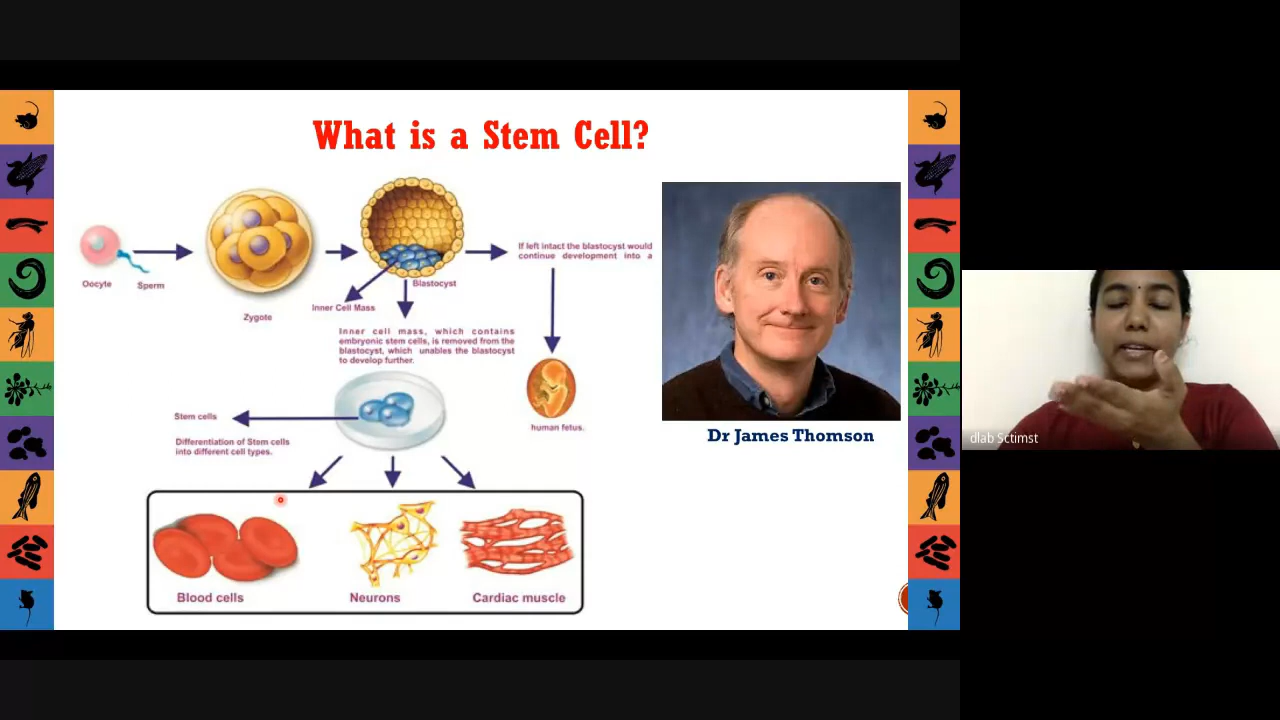 What is a Stem Cell?
Oocyte
Sperm
Zygote
Inner Cell Mass
Blastocyst
If left intact the blastocyst would
continue development into a
Inner cell mass, which contains
embryonic stem cells, is removed from the
blastocyst, which unables the blastocyst
to develop further.
human fetus.
Stem cells
Differentiation of Stem cells
into different cell types.
Blood cells
Neurons
Cardiac muscle
Dr James Thomson
dlab Sctimst